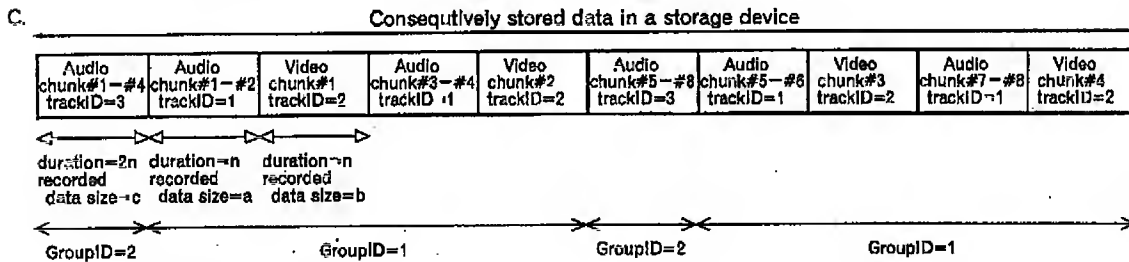 C.
Consequtively stored data in a storage device
Audio chunk#1-#4 trackID=3
Audio chunk#1-#2 trackID=1
Video chunk#1 trackID=2
Audio chunk#3-#4 trackID=1
Video chunk#2 trackID=2
Audio chunk#5-#8 trackID=3
Audio chunk#5-#6 trackID=1
Video chunk#3 trackID=2
Audio chunk#7-#8 trackID=1
Video chunk#4 trackID=2
duration=2n recorded data size=c
duration=n recorded data size=a
duration=n recorded data size=b
GroupID=2
GroupID=1
GroupID=2
GroupID=1